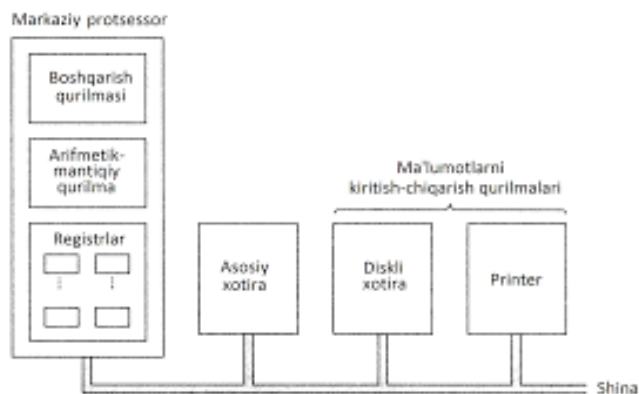 Markaziy protsessor
Boshqarish
qurilmasi
Arifmetik-
mantiqiy
qurilma
Registrlar
Ma'lumotlarni
kiritish-chiqarish qurilmalari
Asosiy
xotira
Diskli
xotira
Printer
Shina